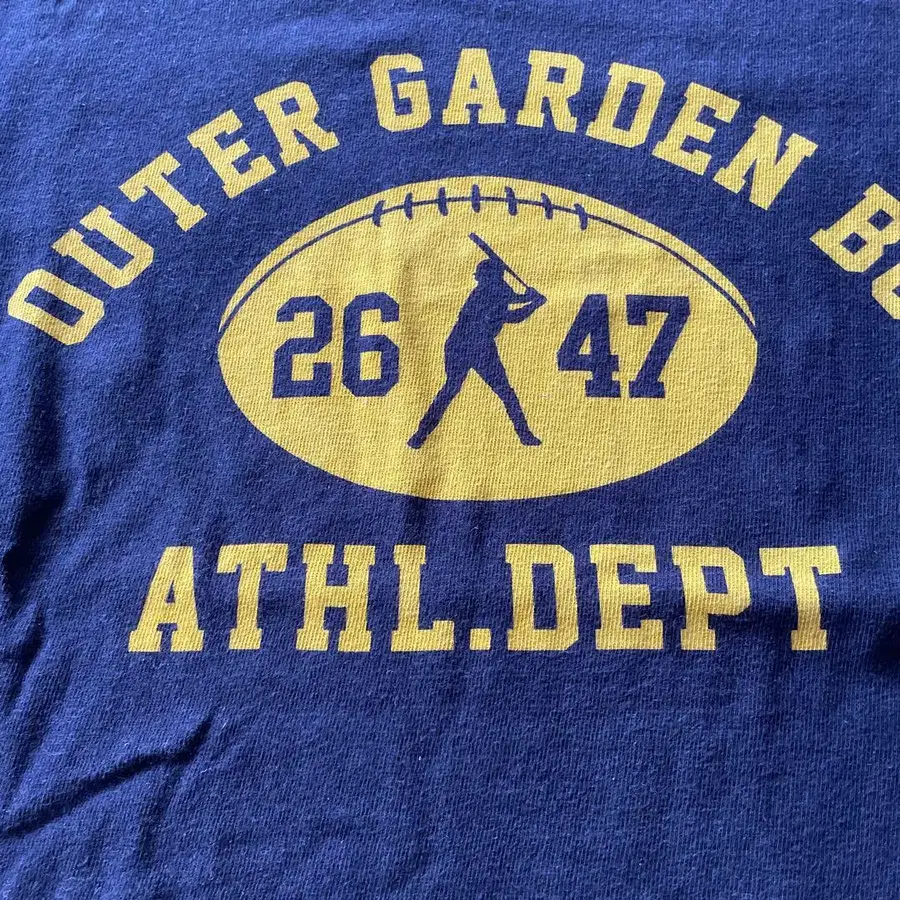 OUTER GARDEN
26 47
ATHL.DEPT